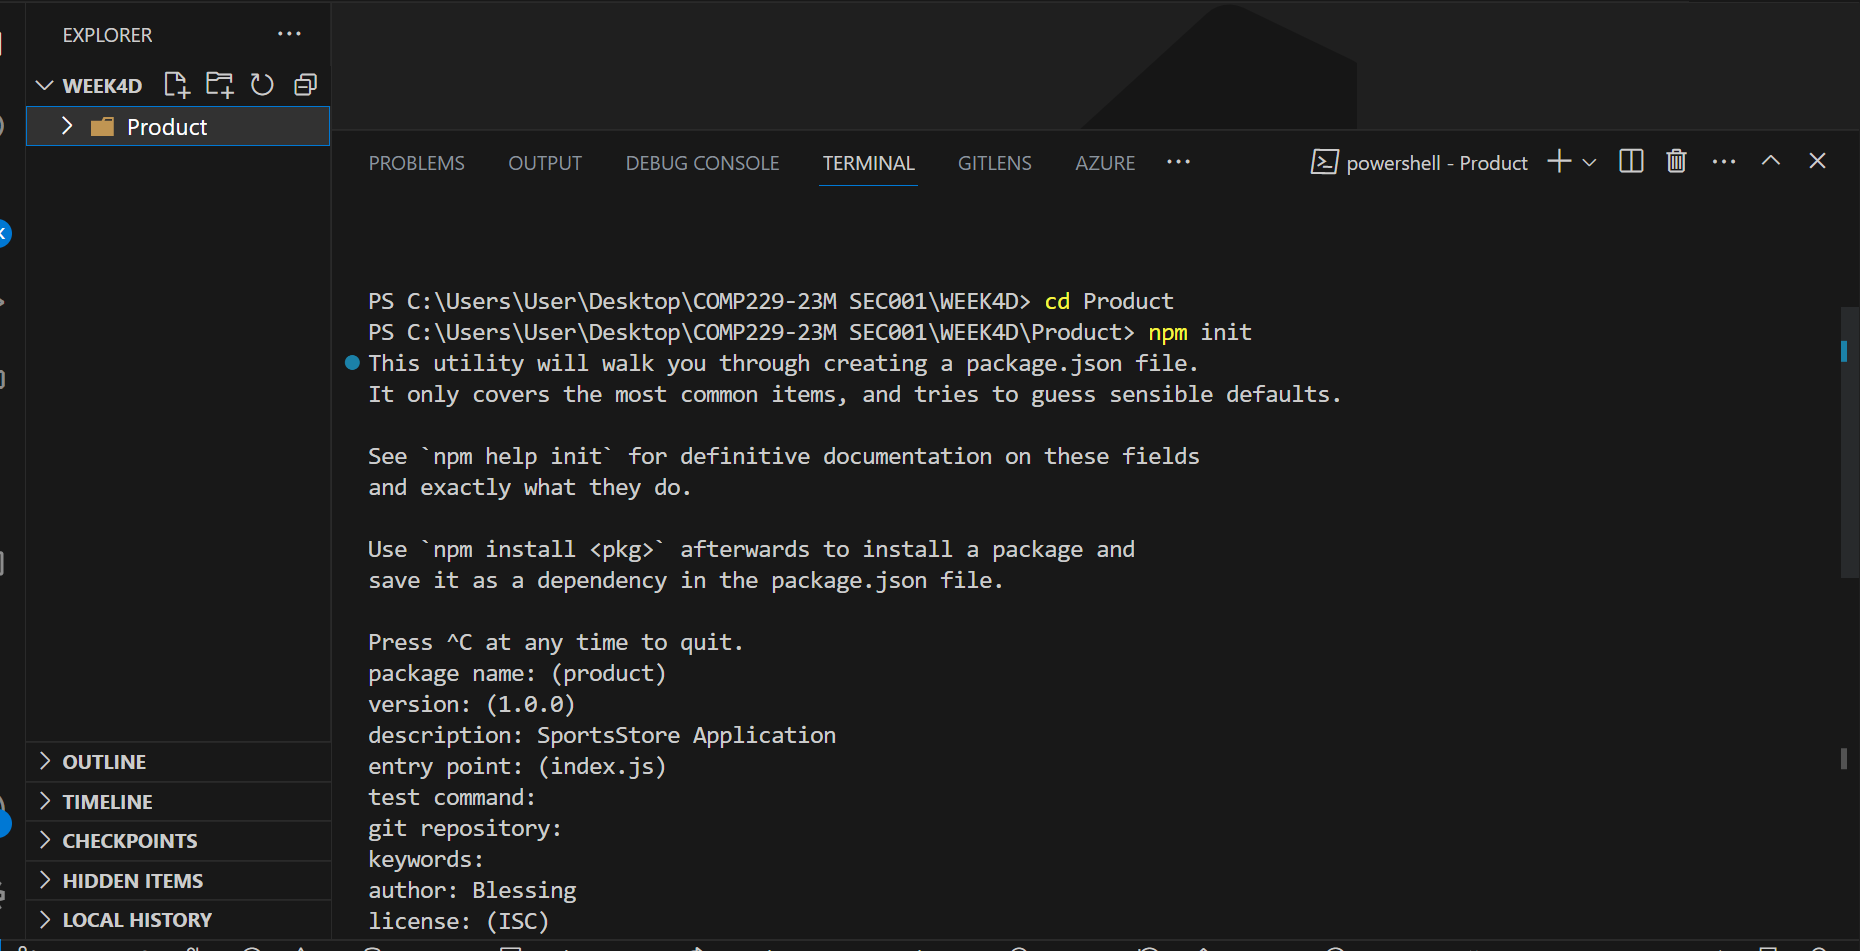 EXPLORER
WEEK4D
Product
OUTLINE
TIMELINE
CHECKPOINTS
HIDDEN ITEMS
LOCAL HISTORY
PROBLEMS OUTPUT DEBUG CONSOLE TERMINAL GITLENS AZURE powershell - Product
PS C:\Users\User\Desktop\COMP229-23M SEC001\WEEK4D> cd Product
PS C:\Users\User\Desktop\COMP229-23M SEC001\WEEK4D\Product> npm init
This utility will walk you through creating a package.json file.
It only covers the most common items, and tries to guess sensible defaults.
See `npm help init` for definitive documentation on these fields
and exactly what they do.
Use `npm install <pkg>` afterwards to install a package and
save it as a dependency in the package.json file.
Press ^C at any time to quit.
package name: (product)
version: (1.0.0)
description: SportsStore Application
entry point: (index.js)
test command:
git repository:
keywords:
author: Blessing
license: (ISC)